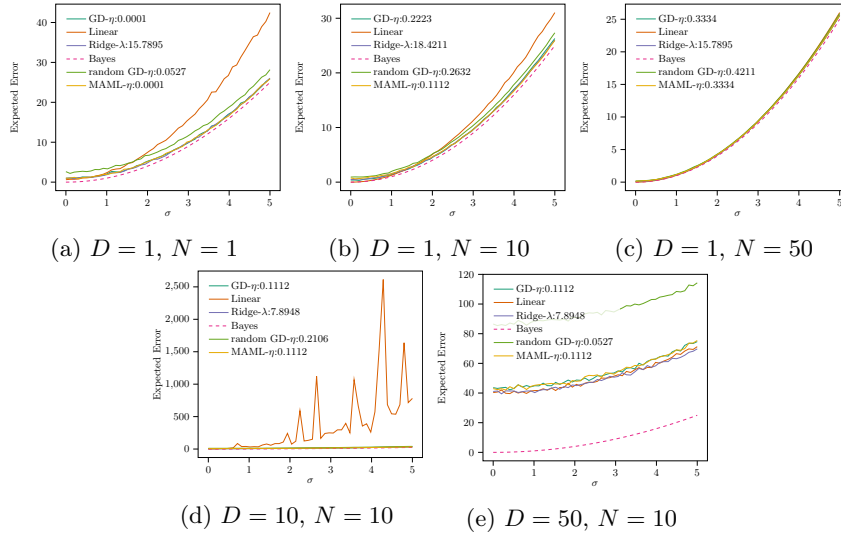 GD-η:0.0001
Linear
Ridge-λ:15.7895
Bayes
random GD-η:0.0527
MAML-η:0.0001
Expected Error
40
30
20
10
0
0 1 2 3 4 5
σ
(a) D = 1, N = 1
GD-η:0.2223
Linear
Ridge-λ:18.4211
Bayes
random GD-η:0.2632
MAML-η:0.1112
Expected Error
30
20
10
0
0 1 2 3 4 5
σ
(b) D = 1, N = 10
GD-η:0.3334
Linear
Ridge-λ:15.7895
Bayes
random GD-η:0.4211
MAML-η:0.3334
Expected Error
25
20
15
10
5
0
0 1 2 3 4 5
σ
(c) D = 1, N = 50
GD-η:0.1112
Linear
Ridge-λ:7.8948
Bayes
random GD-η:0.2106
MAML-η:0.1112
Expected Error
2,500
2,000
1,500
1,000
500
0
0 1 2 3 4 5
σ
(d) D = 10, N = 10
GD-η:0.1112
Linear
Ridge-λ:7.8948
Bayes
random GD-η:0.0527
MAML-η:0.1112
Expected Error
120
100
80
60
40
20
0
0 1 2 3 4 5
σ
(e) D = 50, N = 10